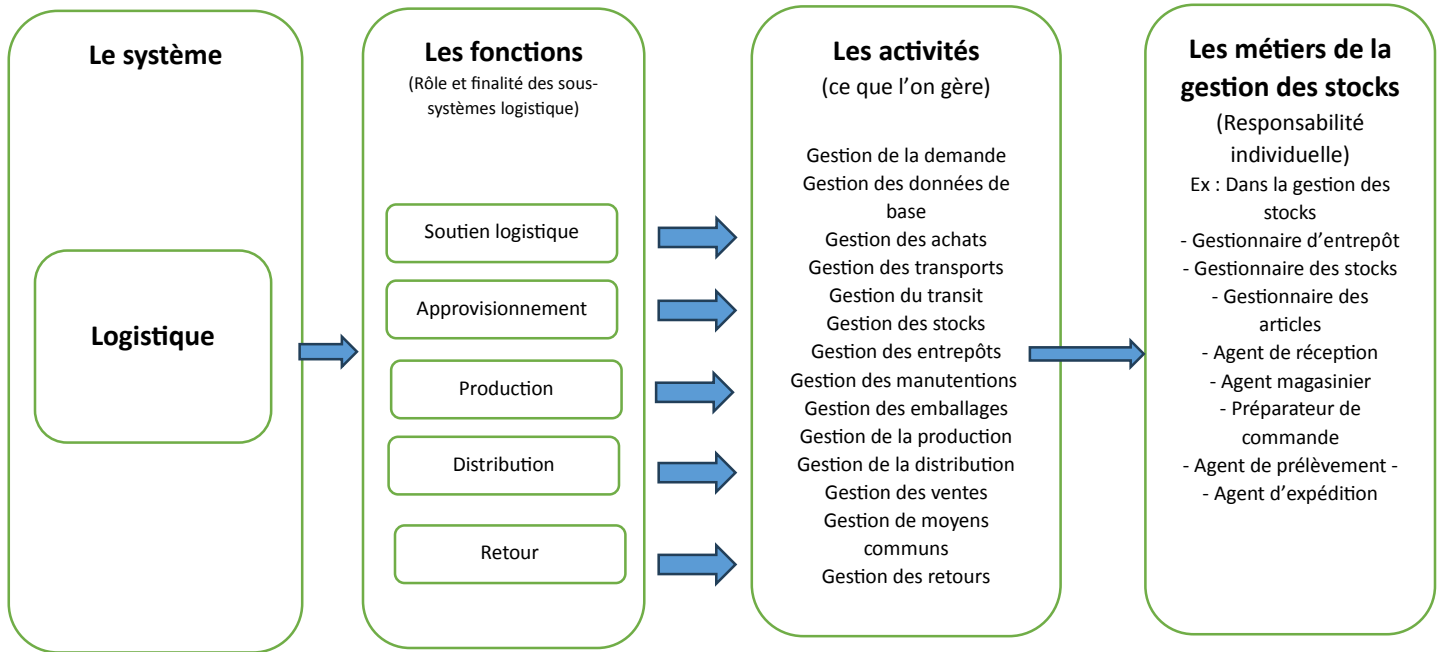 Le système
Logistique
Les fonctions
(Rôle et finalité des sous-
systèmes logistique)
Soutien logistique
Approvisionnement
Production
Distribution
Retour
Les activités
(ce que l’on gère)
Gestion de la demande
Gestion des données de
base
Gestion des achats
Gestion des transports
Gestion du transit
Gestion des stocks
Gestion des entrepôts
Gestion des manutentions
Gestion des emballages
Gestion de la production
Gestion de la distribution
Gestion des ventes
Gestion de moyens
communs
Gestion des retours
Les métiers de la
gestion des stocks
(Responsabilité
individuelle)
Ex : Dans la gestion des
stocks
- Gestionnaire d’entrepôt
- Gestionnaire des stocks
- Gestionnaire des
articles
- Agent de réception
- Agent magasinier
- Préparateur de
commande
- Agent de prélèvement -
- Agent d’expédition